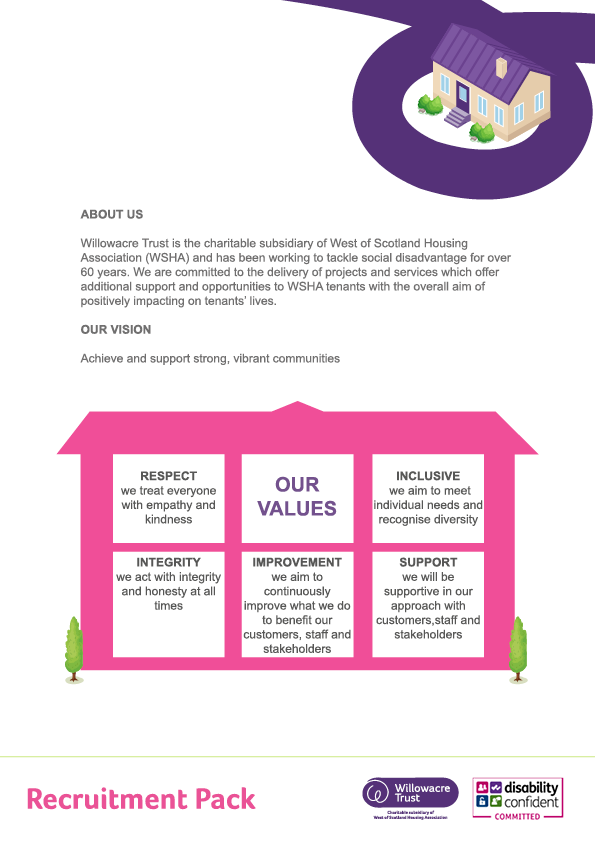 ABOUT US
Willowacre Trust is the charitable subsidiary of West of Scotland Housing
Association (WSHA) and has been working to tackle social disadvantage for over
60 years. We are committed to the delivery of projects and services which offer
additional support and opportunities to WSHA tenants with the overall aim of
positively impacting on tenants' lives.
OUR VISION
Achieve and support strong, vibrant communities
RESPECT
we treat everyone
with empathy and
kindness
OUR
VALUES
INCLUSIVE
we aim to meet
individual needs and
recognise diversity
INTEGRITY
we act with integrity
and honesty at all
times
IMPROVEMENT
we aim to
continuously
improve what we do
to benefit our
customers, staff and
stakeholders
SUPPORT
we will be
supportive in our
approach with
customers,staff and
stakeholders
Recruitment Pack
Willowacre
Trust
Charitable subsidiary of
West of Scotland Housing Association
disability
confident
COMMITTED